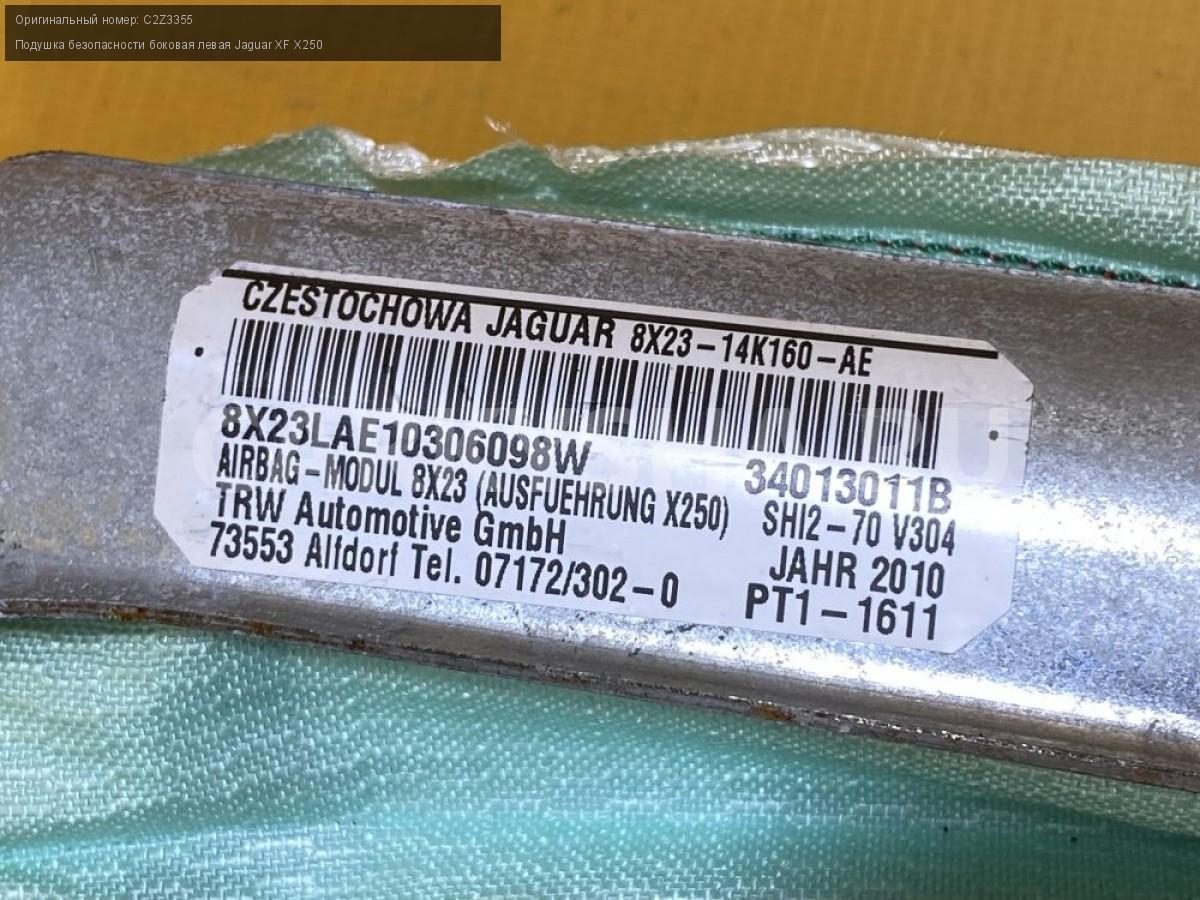 Оригинальный номер: C2Z3355
Подушка безопасности боковая левая Jaguar XF X250
CZESTOCHOWA JAGUAR 8X23-14K160-AE
8X23LAE10306098W 34013011B
AIRBAG-MODUL 8X23 (AUSFUEHRUNG X250) SHI2-70 V304
TRW Automotive GmbH JAHR 2010
73553 Alfdorf Tel. 07172/302-0 PT1-1611